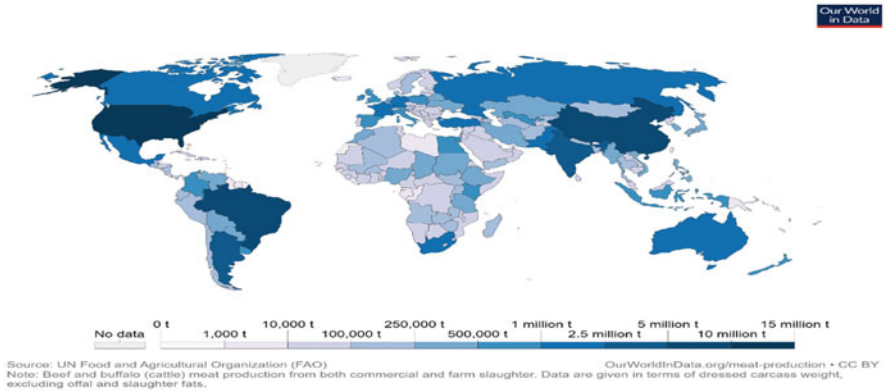 Our World
in Data
No data
0 t 10,000 t 250,000 t 1 million t 5 million t 15 million t
1,000 t 100,000 t 500,000 t 2.5 million t 10 million t
Source: UN Food and Agricultural Organization (FAO) OurWorldInData.org/meat-production • CC BY
Note: Beef and buffalo (cattle) meat production from both commercial and farm slaughter. Data are given in terms of dressed carcass weight,
excluding offal and slaughter fats.